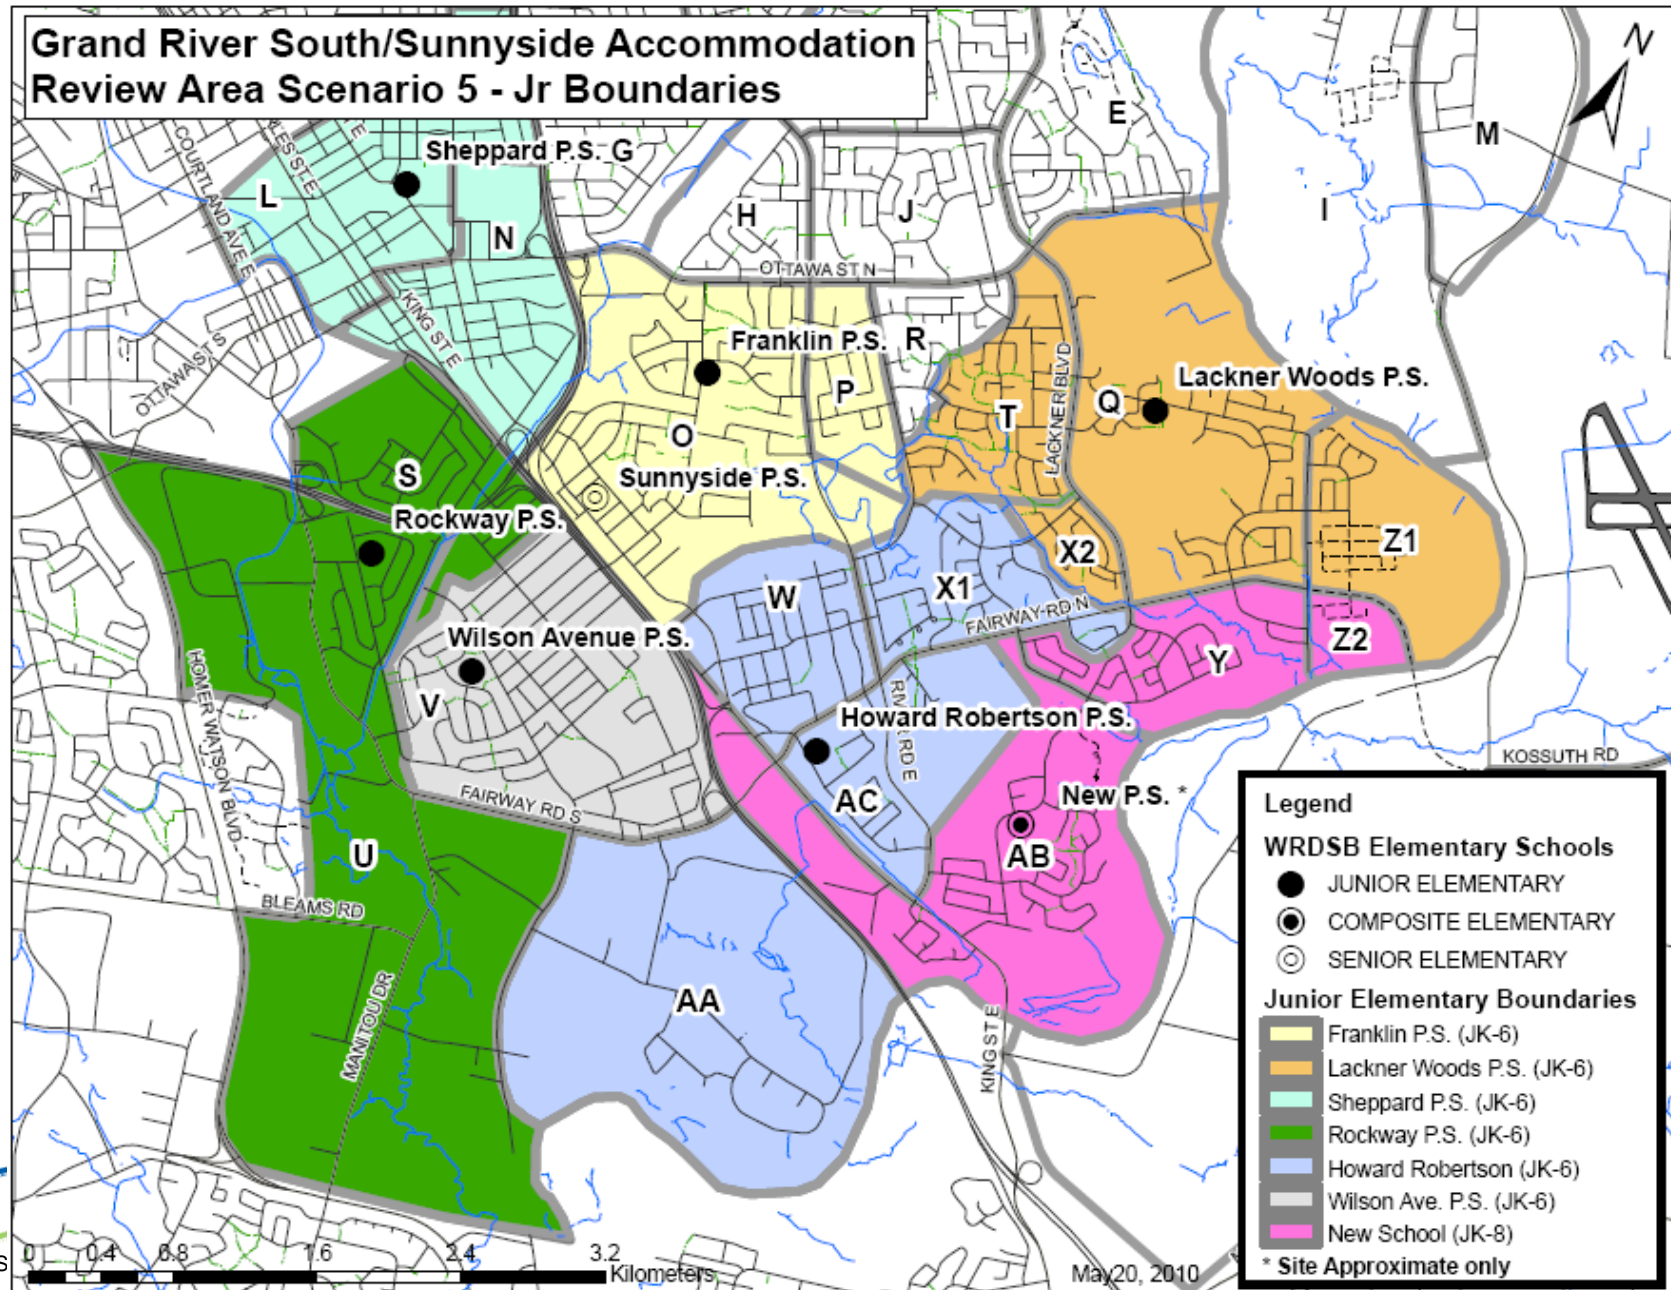 Grand River South/Sunnyside Accommodation
Review Area Scenario 5 - Jr Boundaries
N
E
M
COURTLAND AVE E
Sheppard P.S.
G
L
H
J
I
N
OTTAWA ST N
KING ST E
OTTAWA ST S
Franklin P.S.
R
LACKNER BLVD
Lackner Woods P.S.
P
Q
T
O
S
Sunnyside P.S.
Rockway P.S.
Z1
X2
X1
W
FAIRWAY RD N
Wilson Avenue P.S.
Z2
Y
HOMER WATSON BLVD
V
RIVER RD E
Howard Robertson P.S.
KOSSUTH RD
FAIRWAY RD S
AC
New P.S. *
AB
U
BLEAMS RD
AA
MANITOU DR
KING ST E
Legend
WRDSB Elementary Schools
JUNIOR ELEMENTARY
COMPOSITE ELEMENTARY
SENIOR ELEMENTARY
Junior Elementary Boundaries
Franklin P.S. (JK-6)
Lackner Woods P.S. (JK-6)
Sheppard P.S. (JK-6)
Rockway P.S. (JK-6)
Howard Robertson (JK-6)
Wilson Ave. P.S. (JK-6)
New School (JK-8)
* Site Approximate only
0 0.4 0.8 1.6 2.4 3.2
Kilometers
May20, 2010